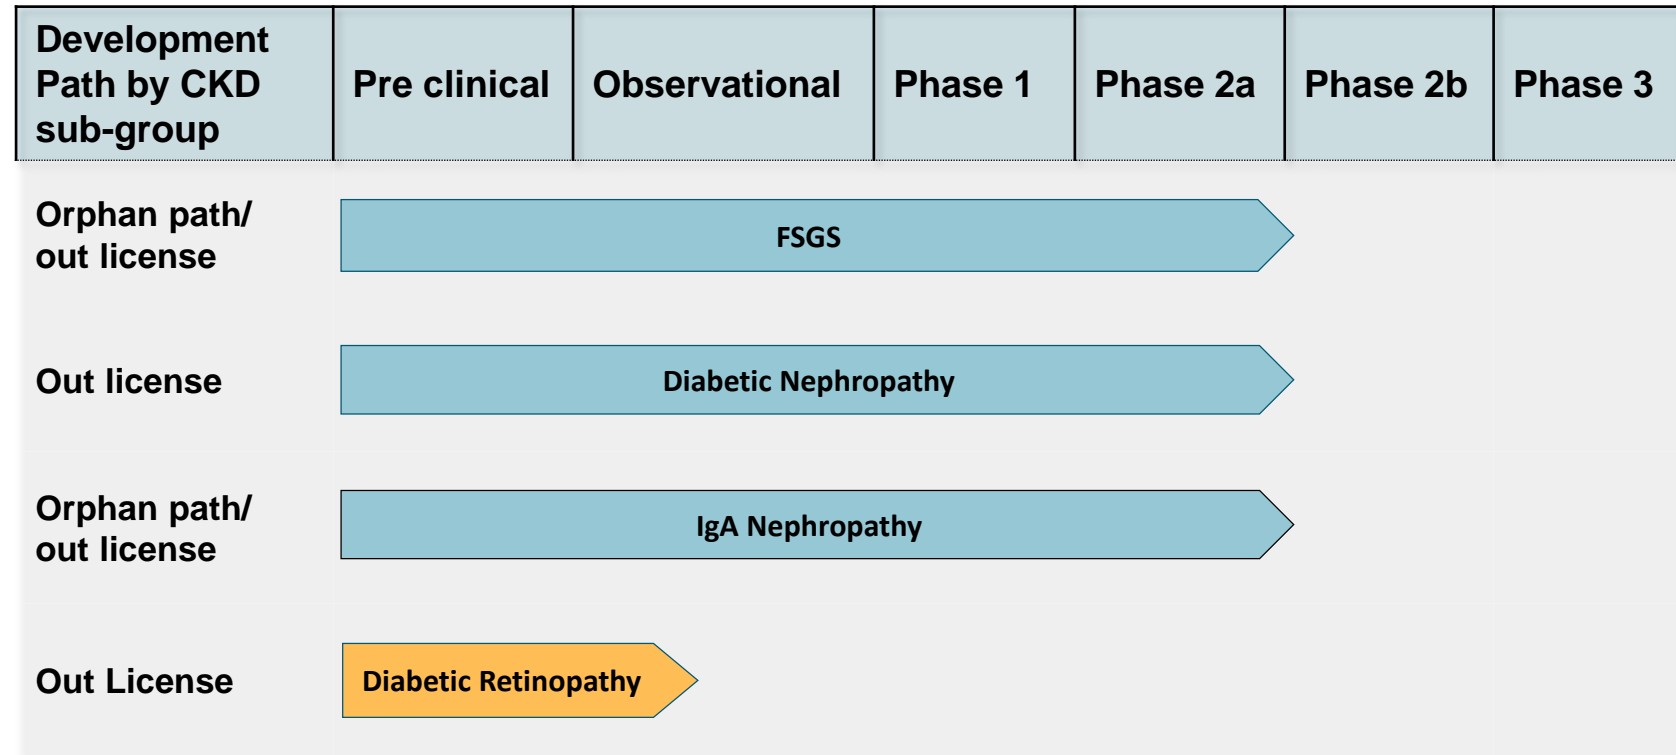 Development
Path by CKD
sub-group
Pre clinical
Observational
Phase 1
Phase 2a
Phase 2b
Phase 3
Orphan path/
out license
FSGS
Out license
Diabetic Nephropathy
Orphan path/
out license
IgA Nephropathy
Out License
Diabetic Retinopathy